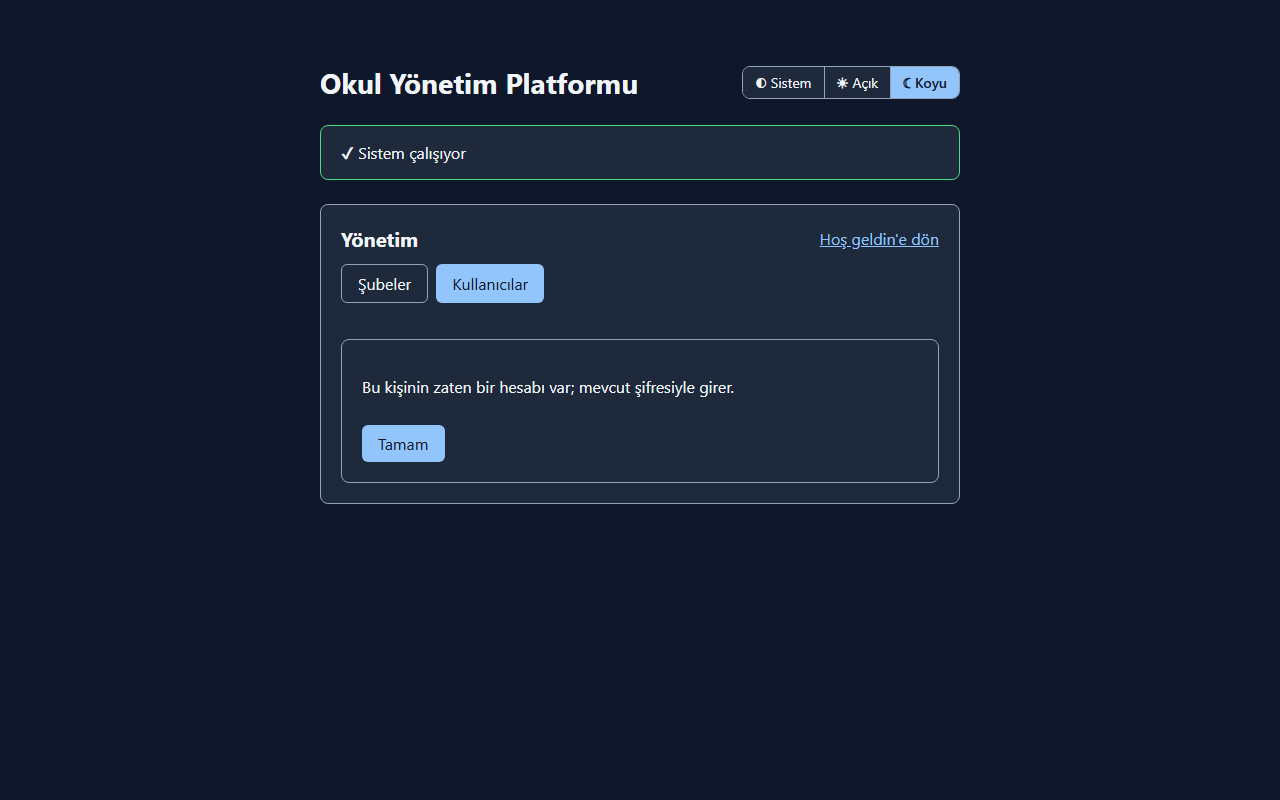 Okul Yönetim Platformu
◐ Sistem ☀ Açık ☾ Koyu
✓ Sistem çalışıyor
Yönetim
Hoş geldin'e dön
Şubeler Kullanıcılar
Bu kişinin zaten bir hesabı var; mevcut şifresiyle girer.
Tamam